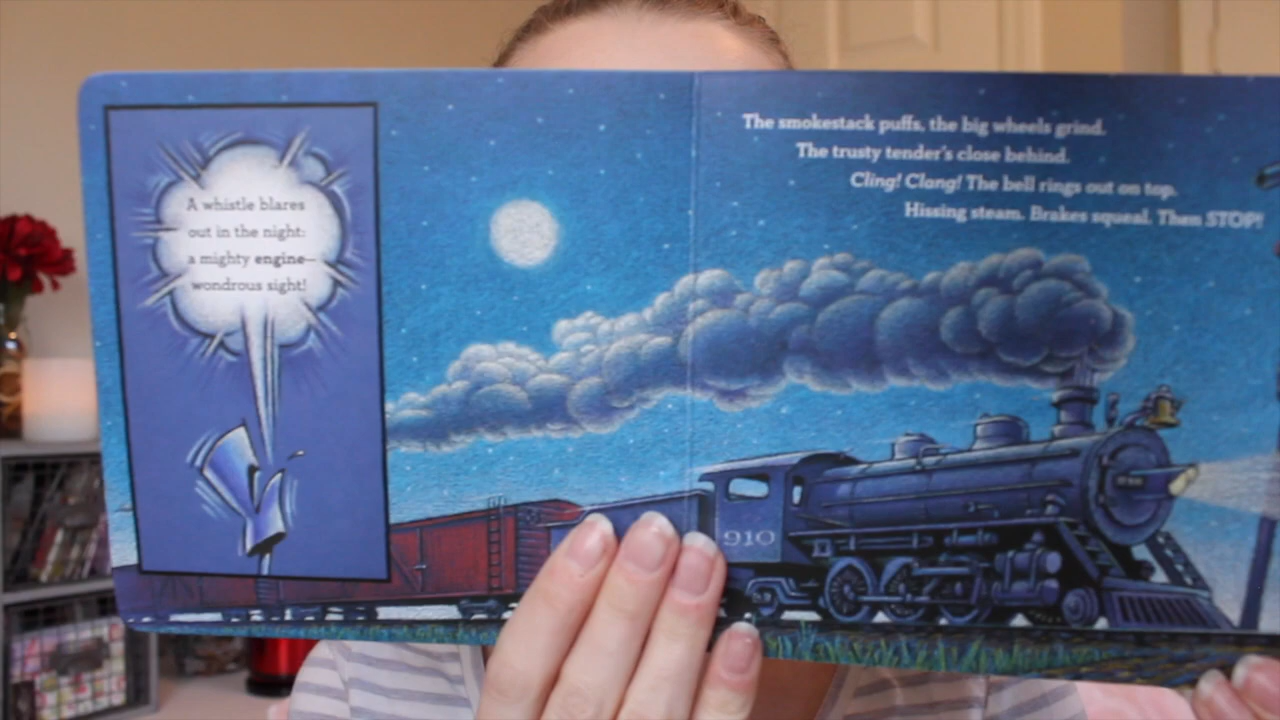 A whistle blares
out in the night:
a mighty engine—
wondrous sight!
The smokestack puffs, the big wheels grind.
The trusty tender's close behind.
Cling! Clang! The bell rings out on top.
Hissing steam. Brakes squeal. Then STOP!
910